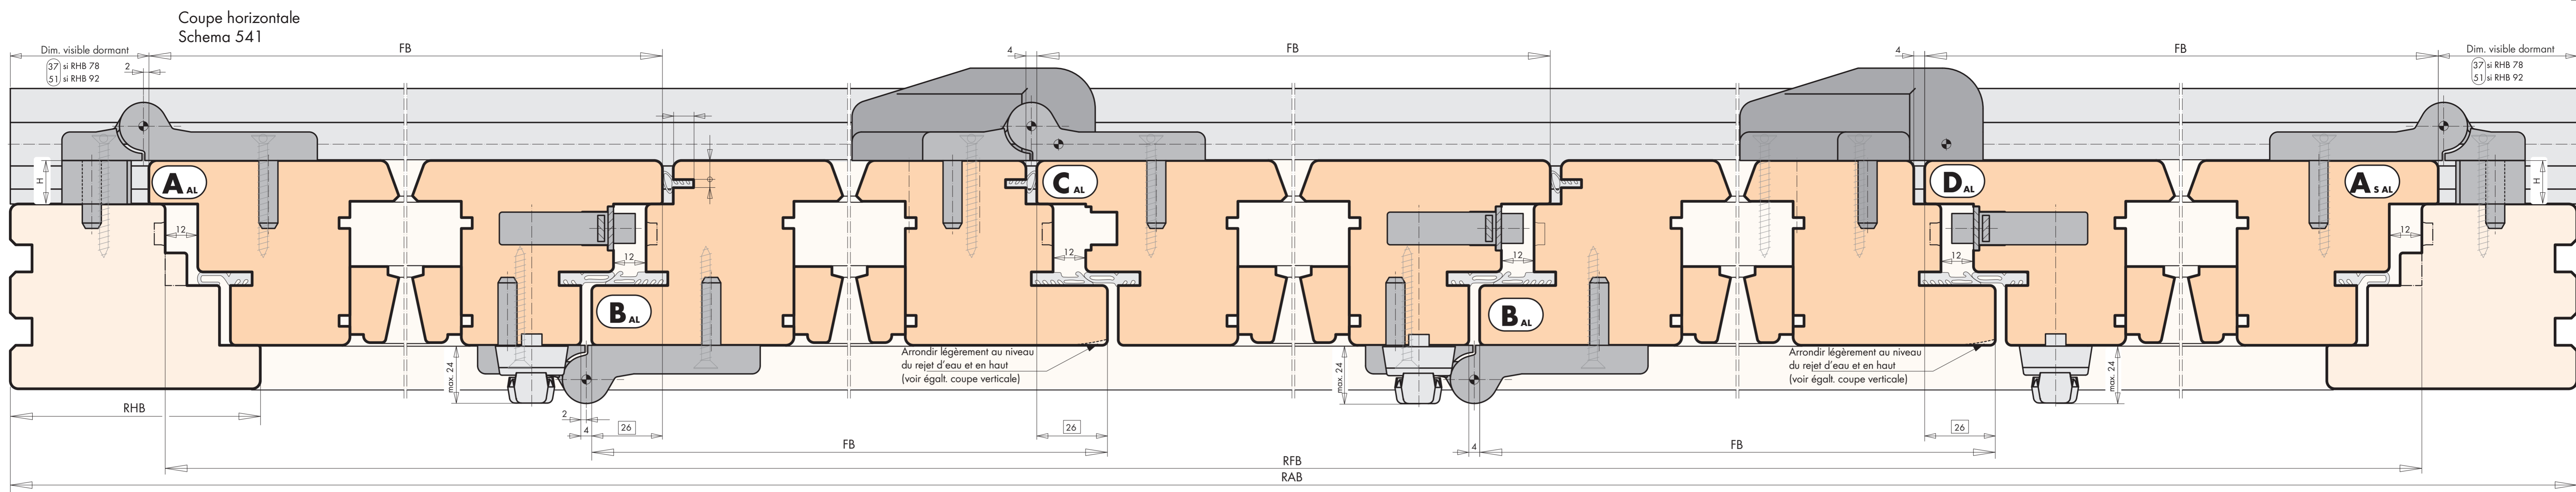 Coupe horizontale
Schema 541
Dim. visible dormant
37 si RHB 78
51 si RHB 92
2
FB
4
FB
4
FB
Dim. visible dormant
37 si RHB 78
51 si RHB 92
H
A AL
C AL
D AL
A S AL
H
12
12
12
12
12
12
B AL
B AL
max. 24
Arrondir légèrement au niveau
du rejet d'eau et en haut
(voir égalt. coupe verticale)
max. 24
Arrondir légèrement au niveau
du rejet d'eau et en haut
(voir égalt. coupe verticale)
max. 24
RHB
2
4
26
26
26
FB
4
FB
RFB
RAB